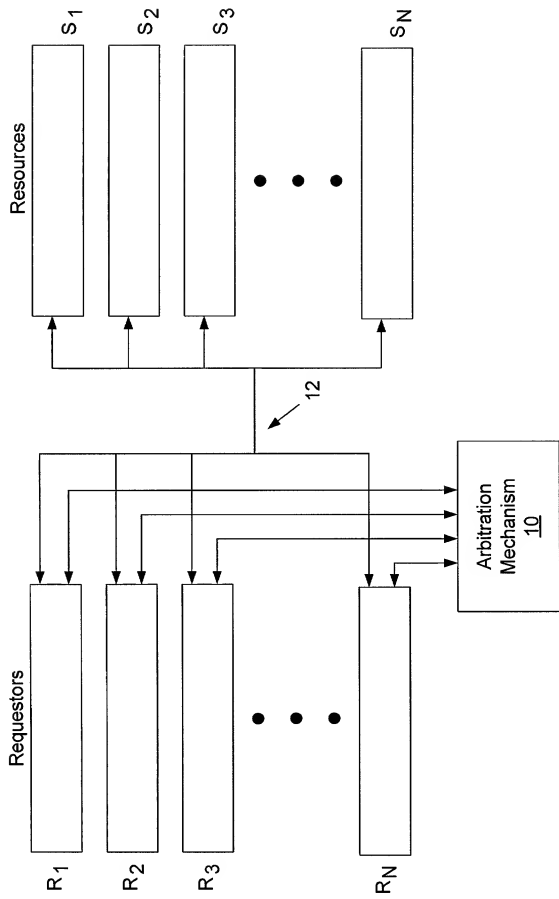 Requestors
Resources
R1
R2
R3
RN
S1
S2
S3
SN
12
Arbitration
Mechanism
10